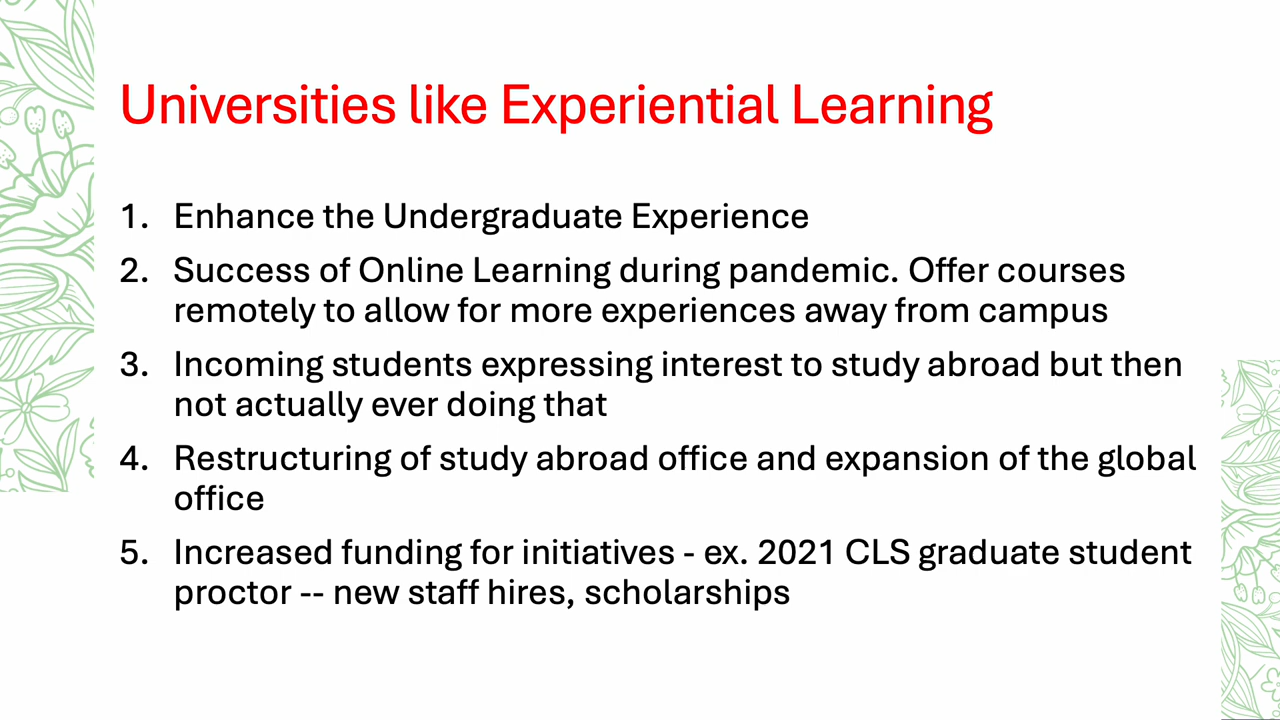 Universities like Experiential Learning
1. Enhance the Undergraduate Experience
2. Success of Online Learning during pandemic. Offer courses
remotely to allow for more experiences away from campus
3. Incoming students expressing interest to study abroad but then
not actually ever doing that
4. Restructuring of study abroad office and expansion of the global
office
5. Increased funding for initiatives - ex. 2021 CLS graduate student
proctor -- new staff hires, scholarships